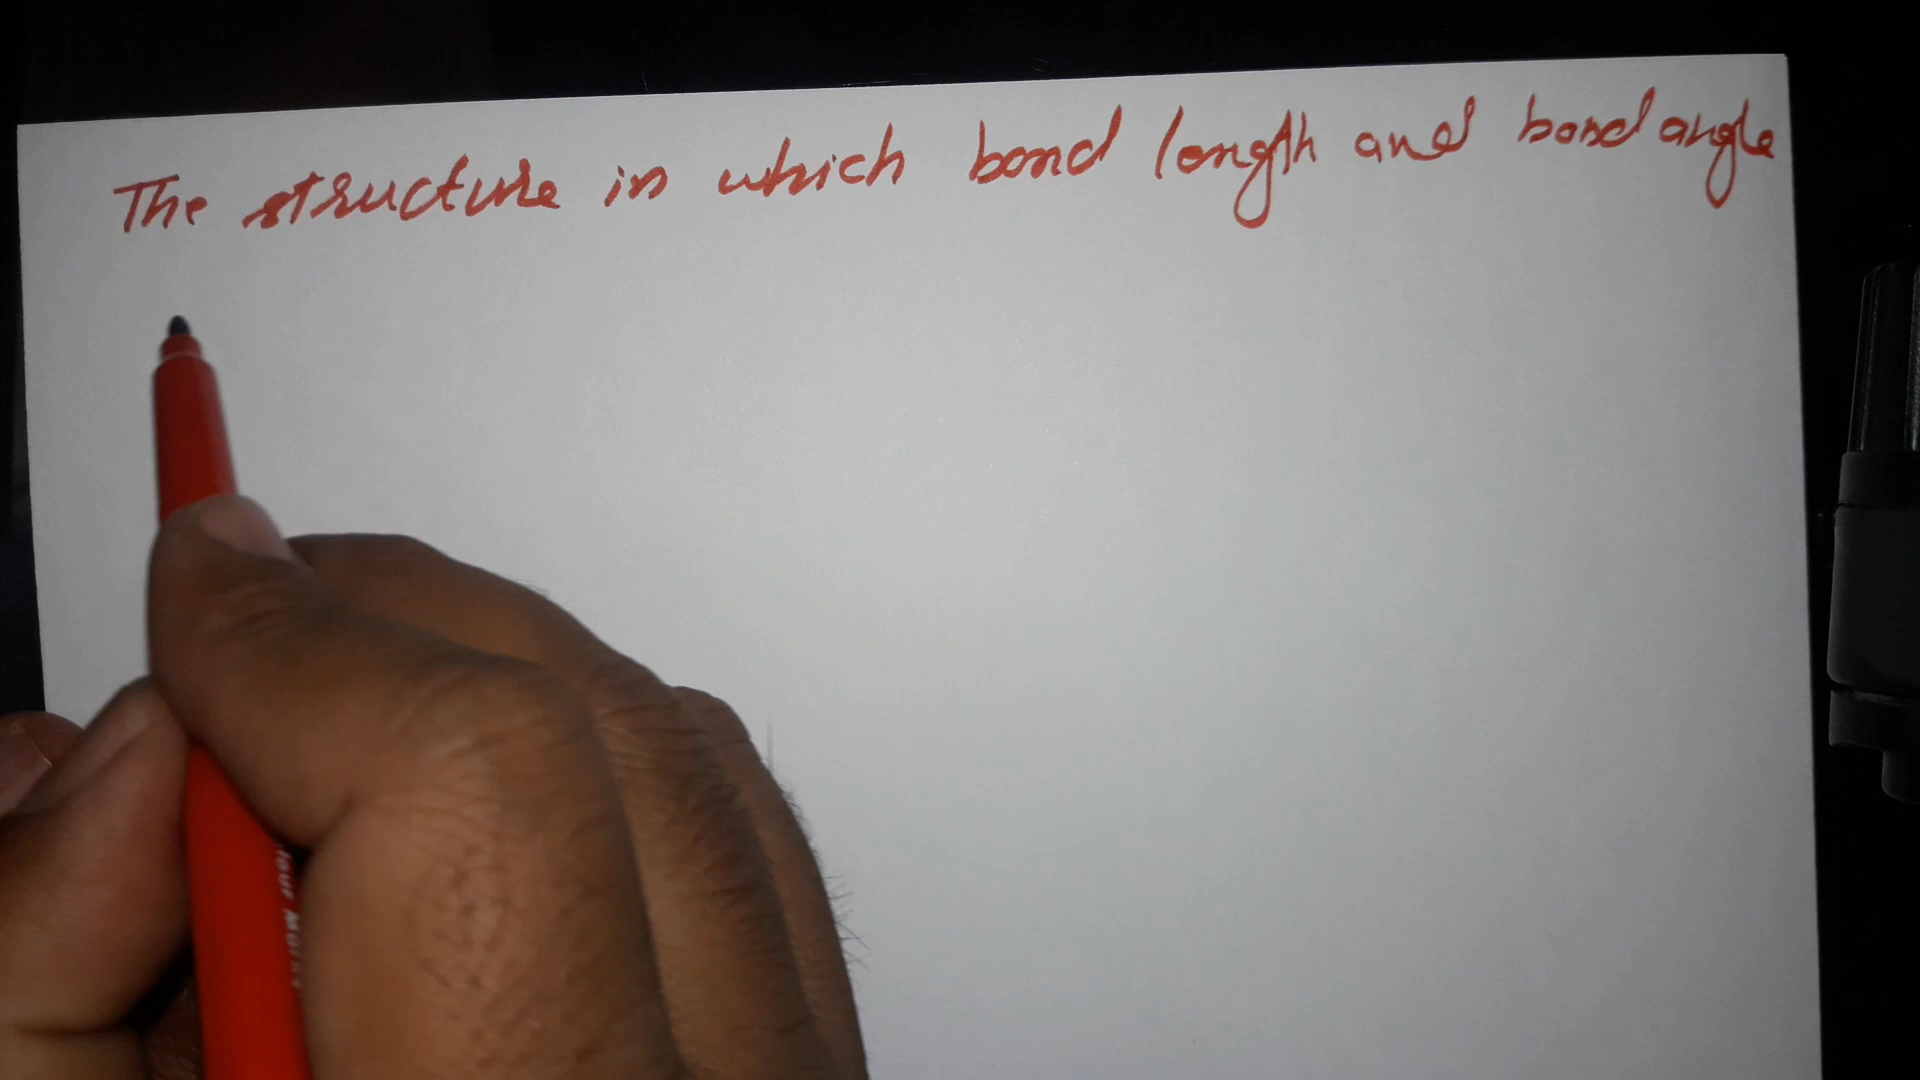 The structure in which bond length and bond angle